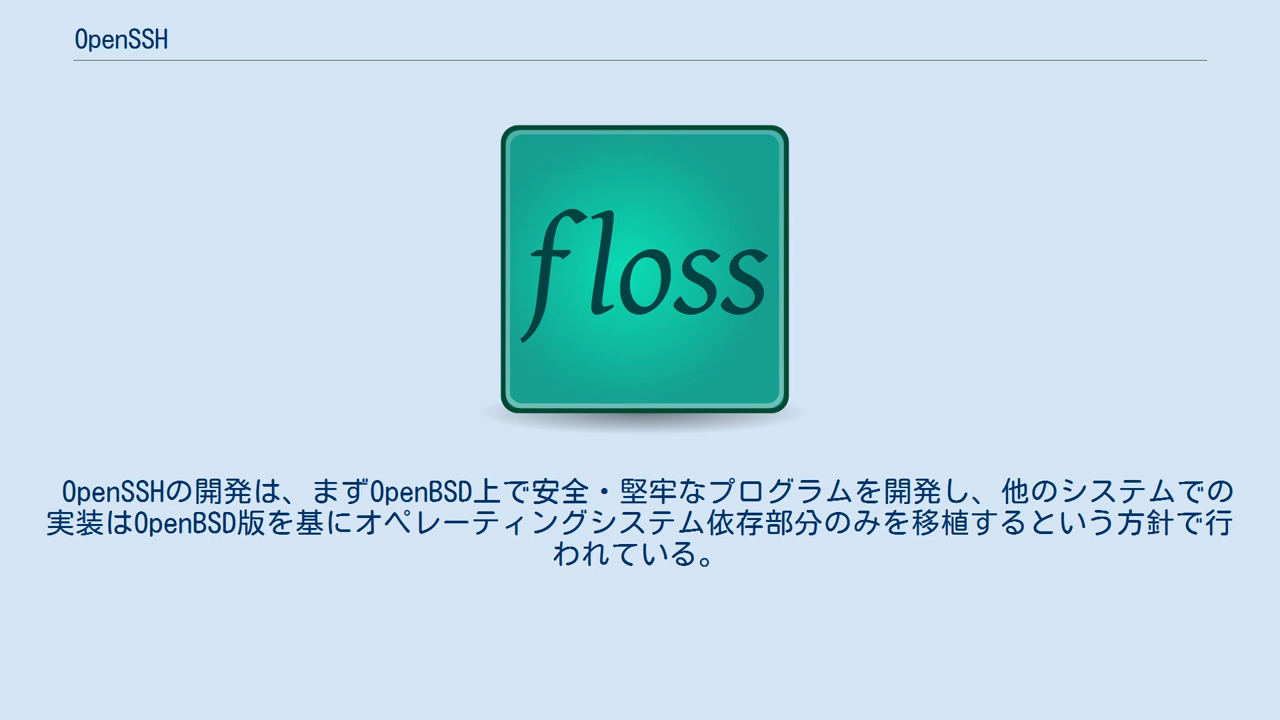 OpenSSH
floss
OpenSSHの開発は、まずOpenBSD上で安全・堅牢なプログラムを開発し、他のシステムでの
実装はOpenBSD版を基にオペレーティングシステム依存部分のみを移植するという方針で行
われている。